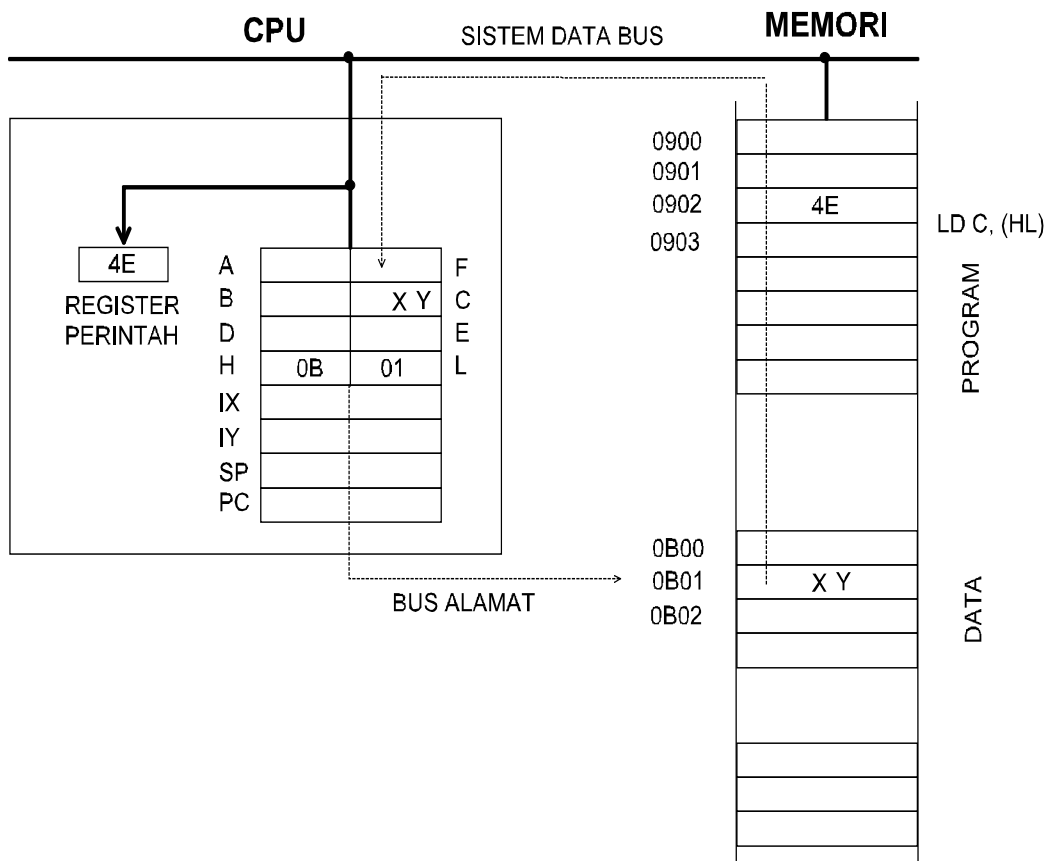 CPU
SISTEM DATA BUS
MEMORI
0900
0901
0902
4E
LD C, (HL)
0903
4E
REGISTER
PERINTAH
A
F
B
X Y
C
D
E
H
0B
01
L
IX
IY
SP
PC
PROGRAM
BUS ALAMAT
0B00
0B01
X Y
0B02
DATA